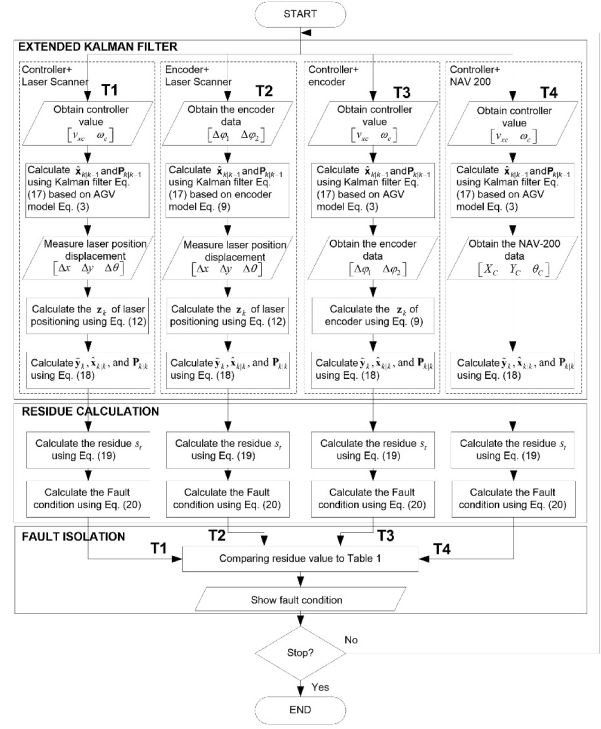 START
EXTENDED KALMAN FILTER
Controller+
Laser Scanner
T1
Obtain controller
value
[v_xc ω_c]
Calculate x̂_k|k-1 and P_k|k-1
using Kalman filter Eq.
(17) based on AGV
model Eq. (3)
Measure laser position
displacement
[Δx Δy Δθ]
Calculate the z_k of laser
positioning using Eq. (12)
Calculate ỹ_k, x̂_k|k, and P_k|k
using Eq. (18)
Encoder+
Laser Scanner
T2
Obtain the encoder
data
[Δφ₁ Δφ₂]
Calculate x̂_k|k-1 and P_k|k-1
using Kalman filter Eq.
(17) based on encoder
model Eq. (9)
Measure laser position
displacement
[Δx Δy Δθ]
Calculate the z_k of laser
positioning using Eq. (12)
Calculate ỹ_k, x̂_k|k, and P_k|k
using Eq. (18)
Controller+
encoder
T3
Obtain controller
value
[v_xc ω_c]
Calculate x̂_k|k-1 and P_k|k-1
using Kalman filter Eq.
(17) based on AGV
model Eq. (3)
Obtain the encoder
data
[Δφ₁ Δφ₂]
Calculate the z_k of
encoder using Eq. (9)
Calculate ỹ_k, x̂_k|k, and P_k|k
using Eq. (18)
Controller+
NAV 200
T4
Obtain controller
value
[v_xc ω_c]
Calculate x̂_k|k-1 and P_k|k-1
using Kalman filter Eq.
(17) based on AGV
model Eq. (3)
Obtain the NAV-200
data
[X_C Y_C θ_C]
Calculate ỹ_k, x̂_k|k, and P_k|k
using Eq. (18)
RESIDUE CALCULATION
Calculate the residue s_t
using Eq. (19)
Calculate the Fault
condition using Eq. (20)
Calculate the residue s_t
using Eq. (19)
Calculate the Fault
condition using Eq. (20)
Calculate the residue s_t
using Eq. (19)
Calculate the Fault
condition using Eq. (20)
Calculate the residue s_t
using Eq. (19)
Calculate the Fault
condition using Eq. (20)
FAULT ISOLATION
T1
T2
T3
T4
Comparing residue value to Table 1
Show fault condition
Stop?
No
Yes
END